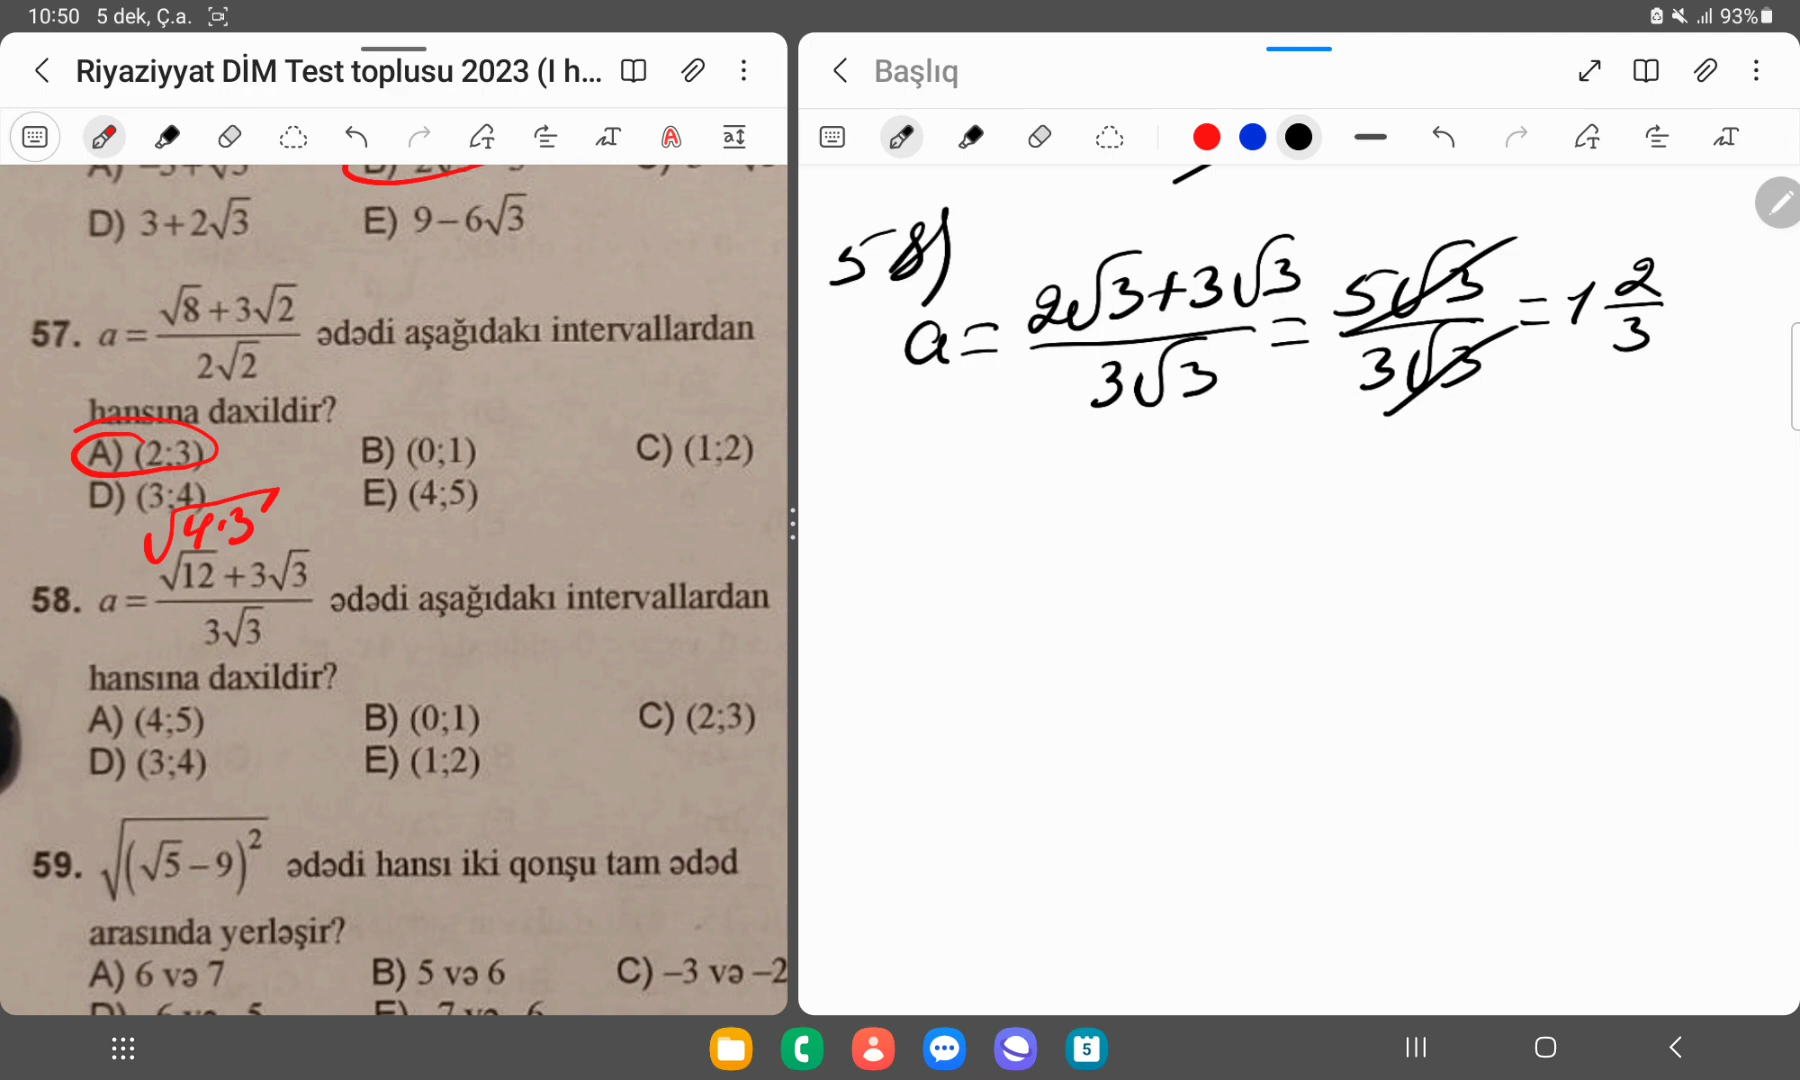 10:50 5 dek, Ç.a. 93%
Riyaziyyat DİM Test toplusu 2023 (I h...
D) 3+2√3 E) 9−6√3
57. a = (√8+3√2)/(2√2) ədədi aşağıdakı intervallardan
hansına daxildir?
A) (2;3) B) (0;1) C) (1;2)
D) (3;4) E) (4;5)
√4·3
58. a = (√12+3√3)/(3√3) ədədi aşağıdakı intervallardan
hansına daxildir?
A) (4;5) B) (0;1) C) (2;3)
D) (3;4) E) (1;2)
59. √((√5−9)²) ədədi hansı iki qonşu tam ədəd
arasında yerləşir?
A) 6 və 7 B) 5 və 6 C) −3 və −2
Başlıq
58)
a = (2√3+3√3)/(3√3) = (5√3)/(3√3) = 1 2/3
5